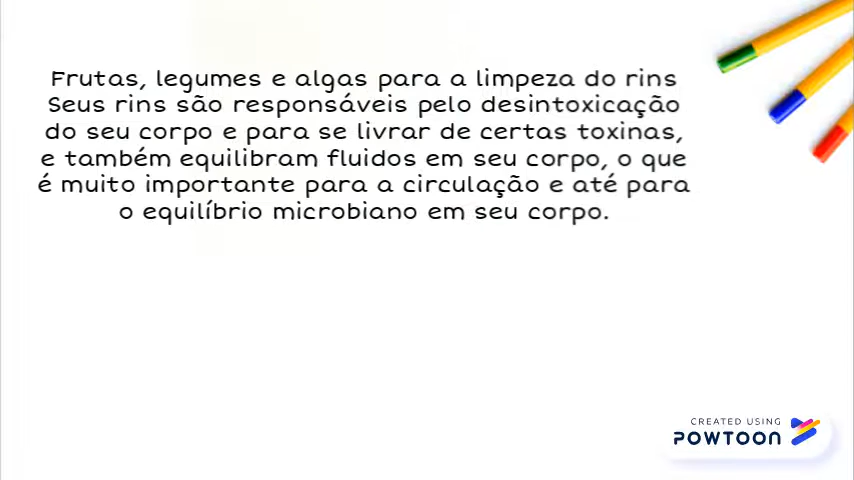 Frutas, legumes e algas para a limpeza do rins
Seus rins são responsáveis pelo desintoxicação
do seu corpo e para se livrar de certas toxinas,
e também equilibram fluidos em seu corpo, o que
é muito importante para a circulação e até para
o equilíbrio microbiano em seu corpo.
CREATED USING
POWTOON